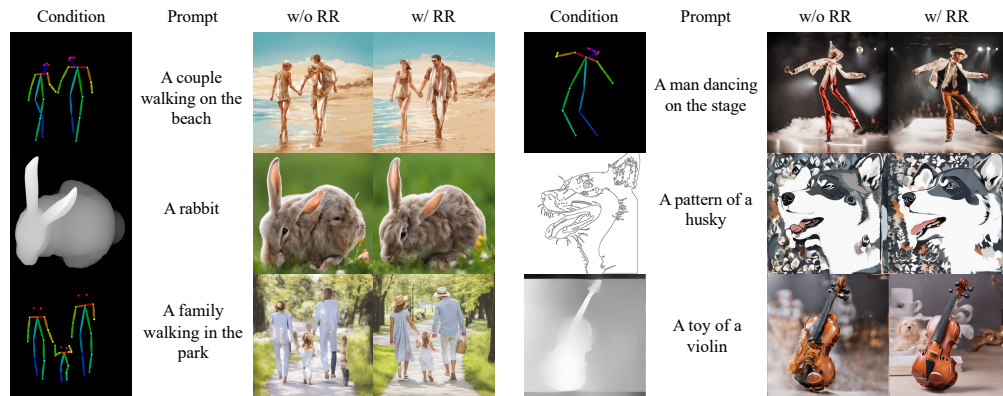 Condition Prompt w/o RR w/ RR Condition Prompt w/o RR w/ RR
A couple
walking on the
beach
A man dancing
on the stage
A rabbit
A pattern of a
husky
A family
walking in the
park
A toy of a
violin